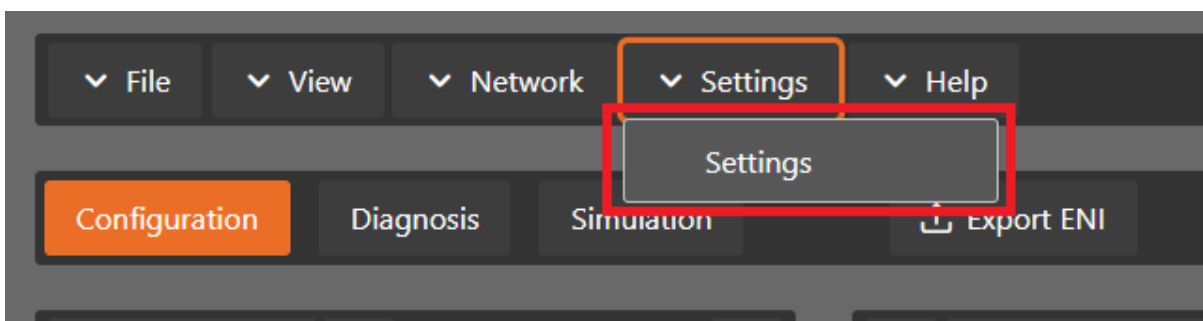 File View Network Settings Help
Settings
Configuration Diagnosis Simulation Export ENI